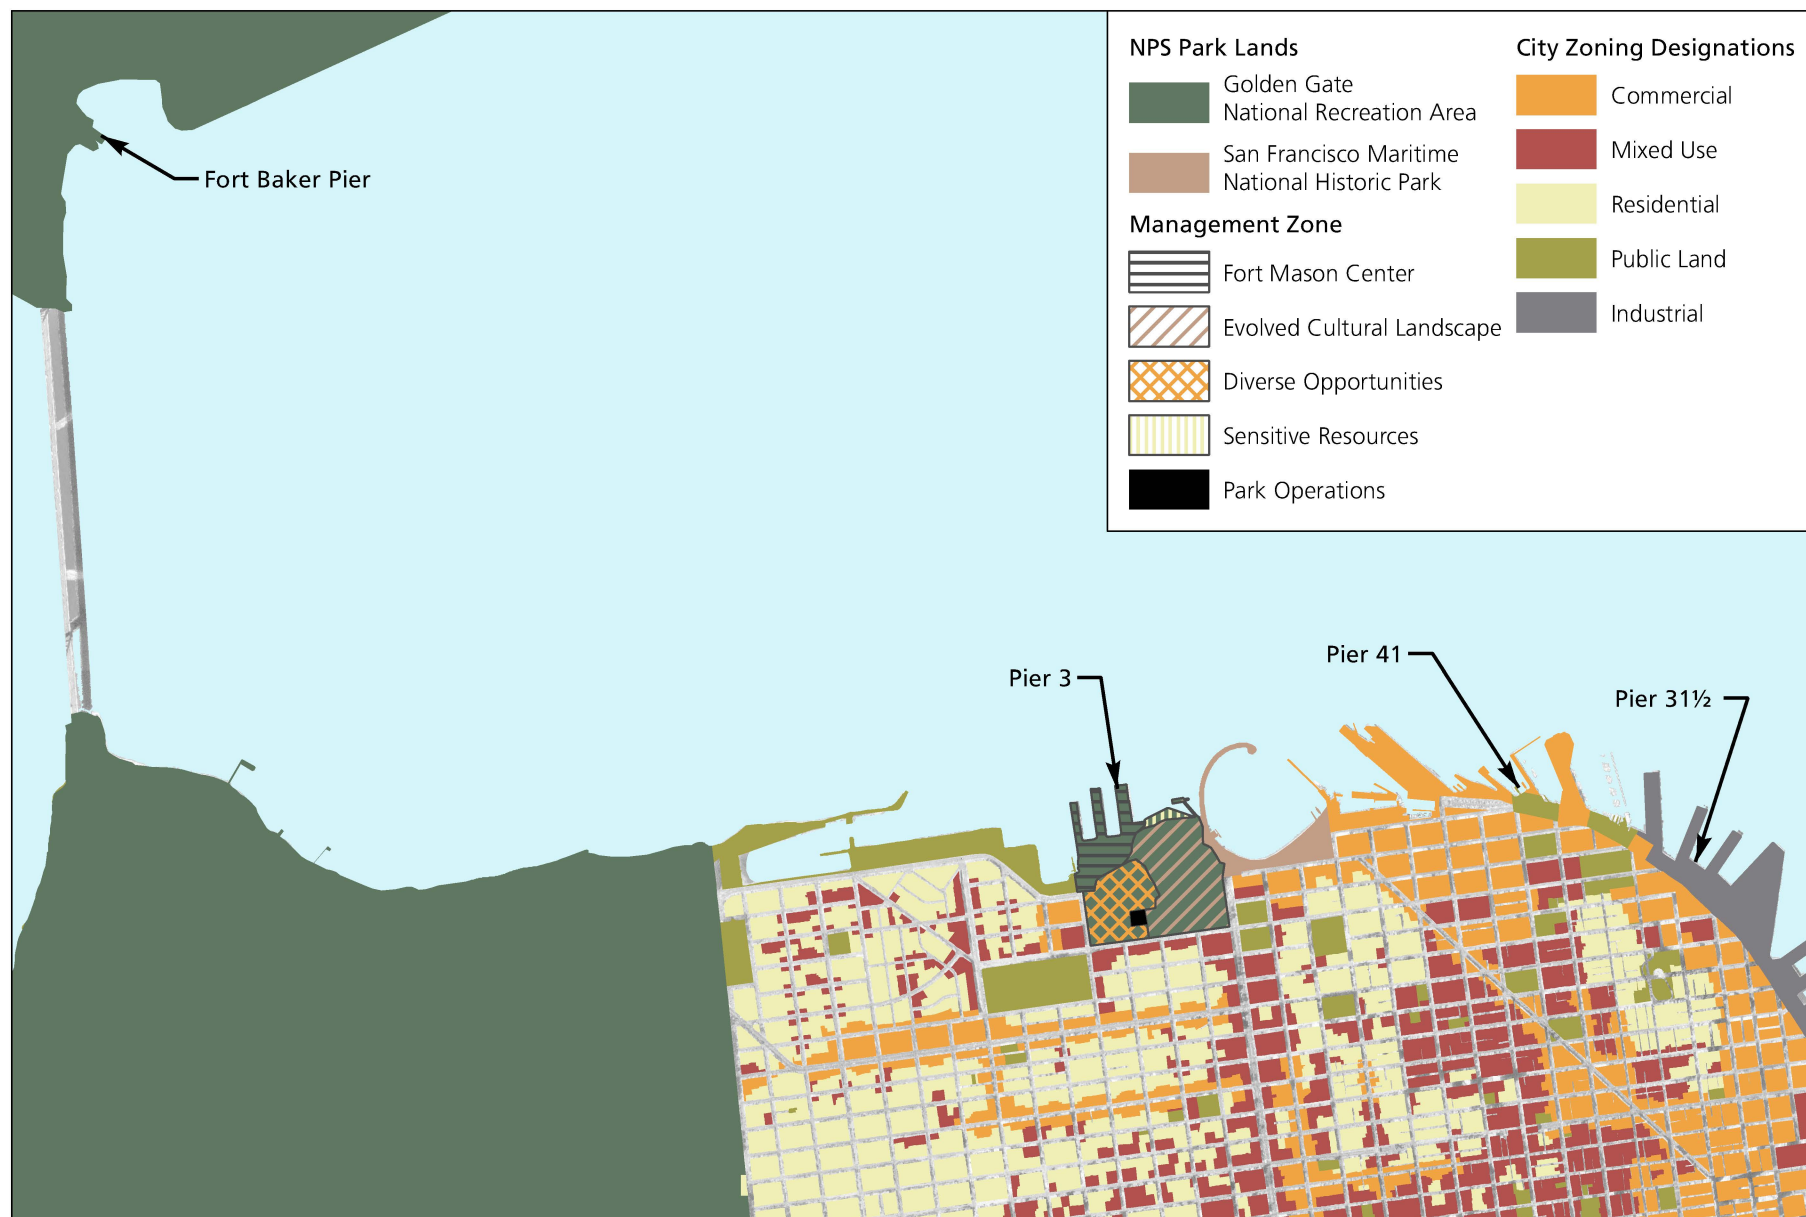 NPS Park Lands
Golden Gate
National Recreation Area
San Francisco Maritime
National Historic Park
Management Zone
Fort Mason Center
Evolved Cultural Landscape
Diverse Opportunities
Sensitive Resources
Park Operations
City Zoning Designations
Commercial
Mixed Use
Residential
Public Land
Industrial
Fort Baker Pier
Pier 3
Pier 41
Pier 31½